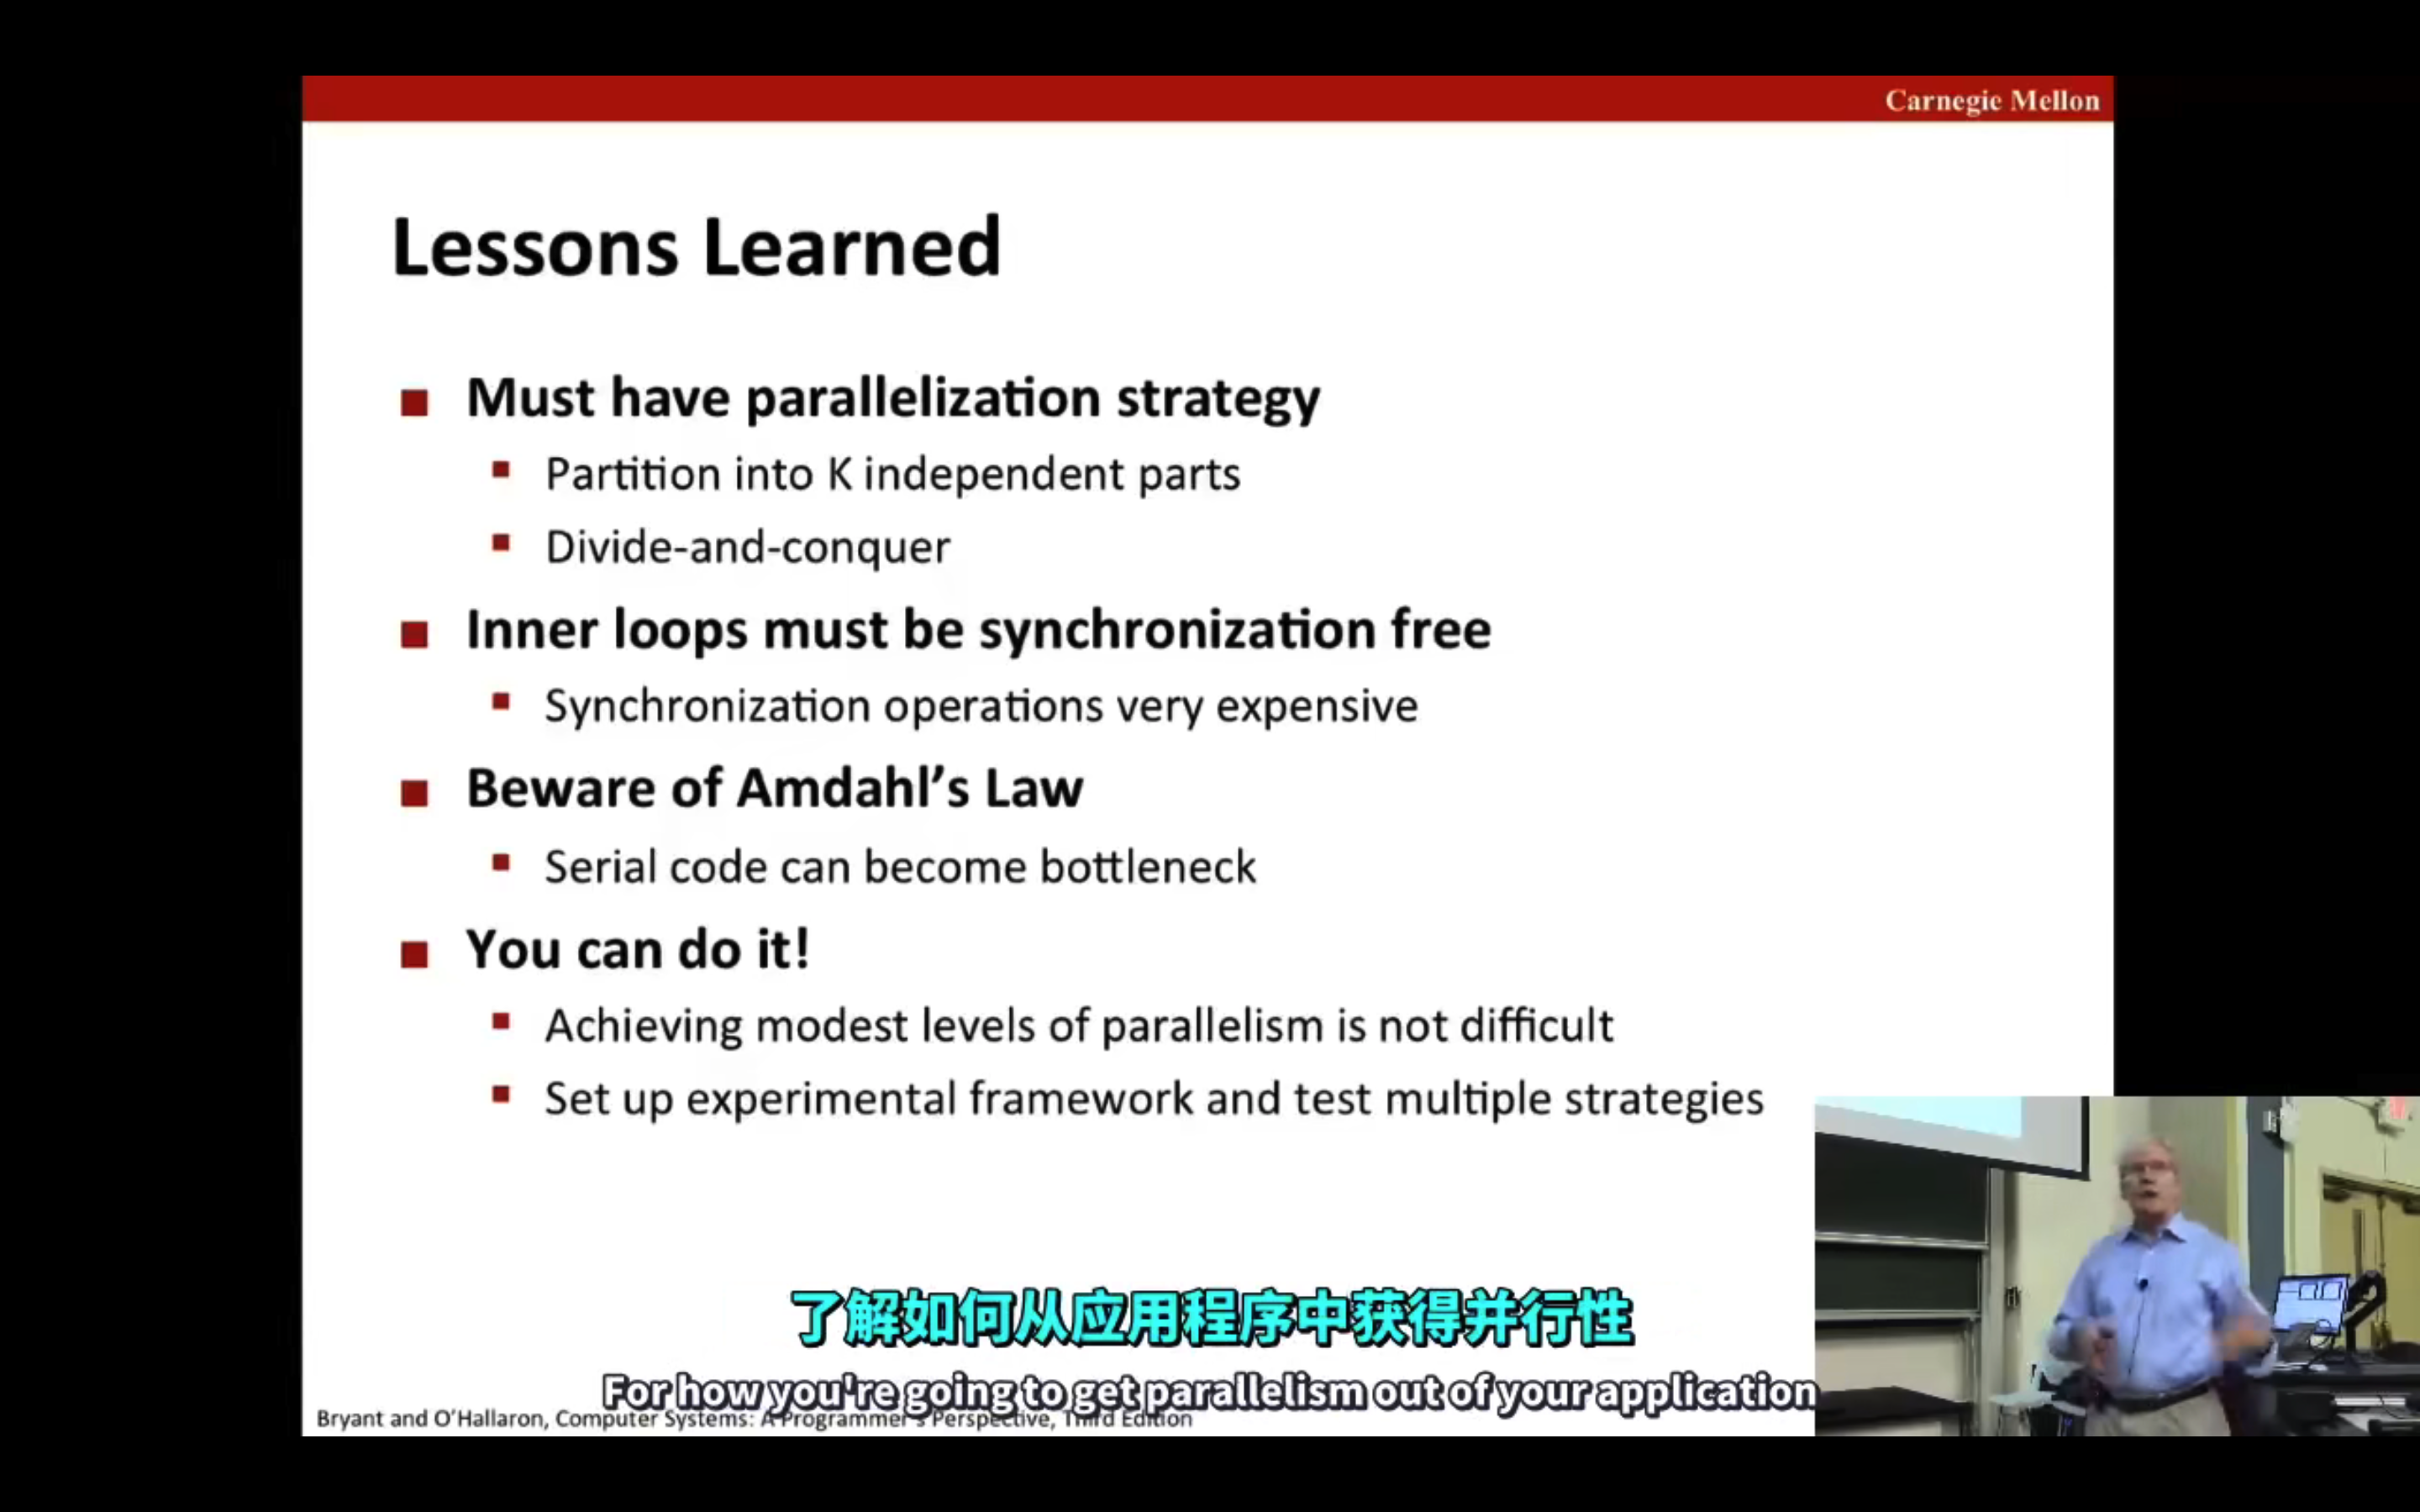 Carnegie Mellon
Lessons Learned
Must have parallelization strategy
Partition into K independent parts
Divide-and-conquer
Inner loops must be synchronization free
Synchronization operations very expensive
Beware of Amdahl's Law
Serial code can become bottleneck
You can do it!
Achieving modest levels of parallelism is not difficult
Set up experimental framework and test multiple strategies
了解如何从应用程序中获得并行性
For how you're going to get parallelism out of your application
Bryant and O'Hallaron, Computer Systems: A Programmer's Perspective, Third Edition